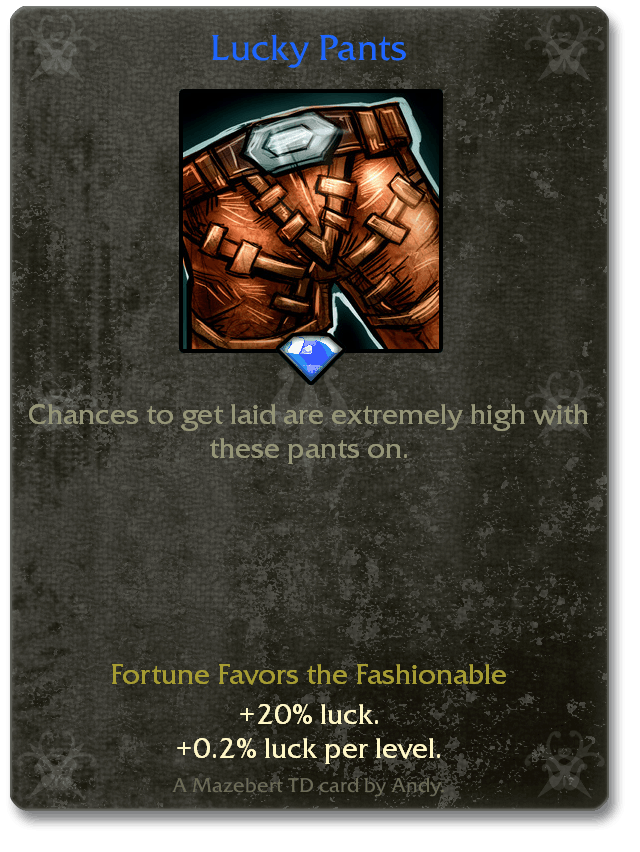 Lucky Pants
Chances to get laid are extremely high with
these pants on.
Fortune Favors the Fashionable
+20% luck.
+0.2% luck per level.
A Mazebert TD card by Andy